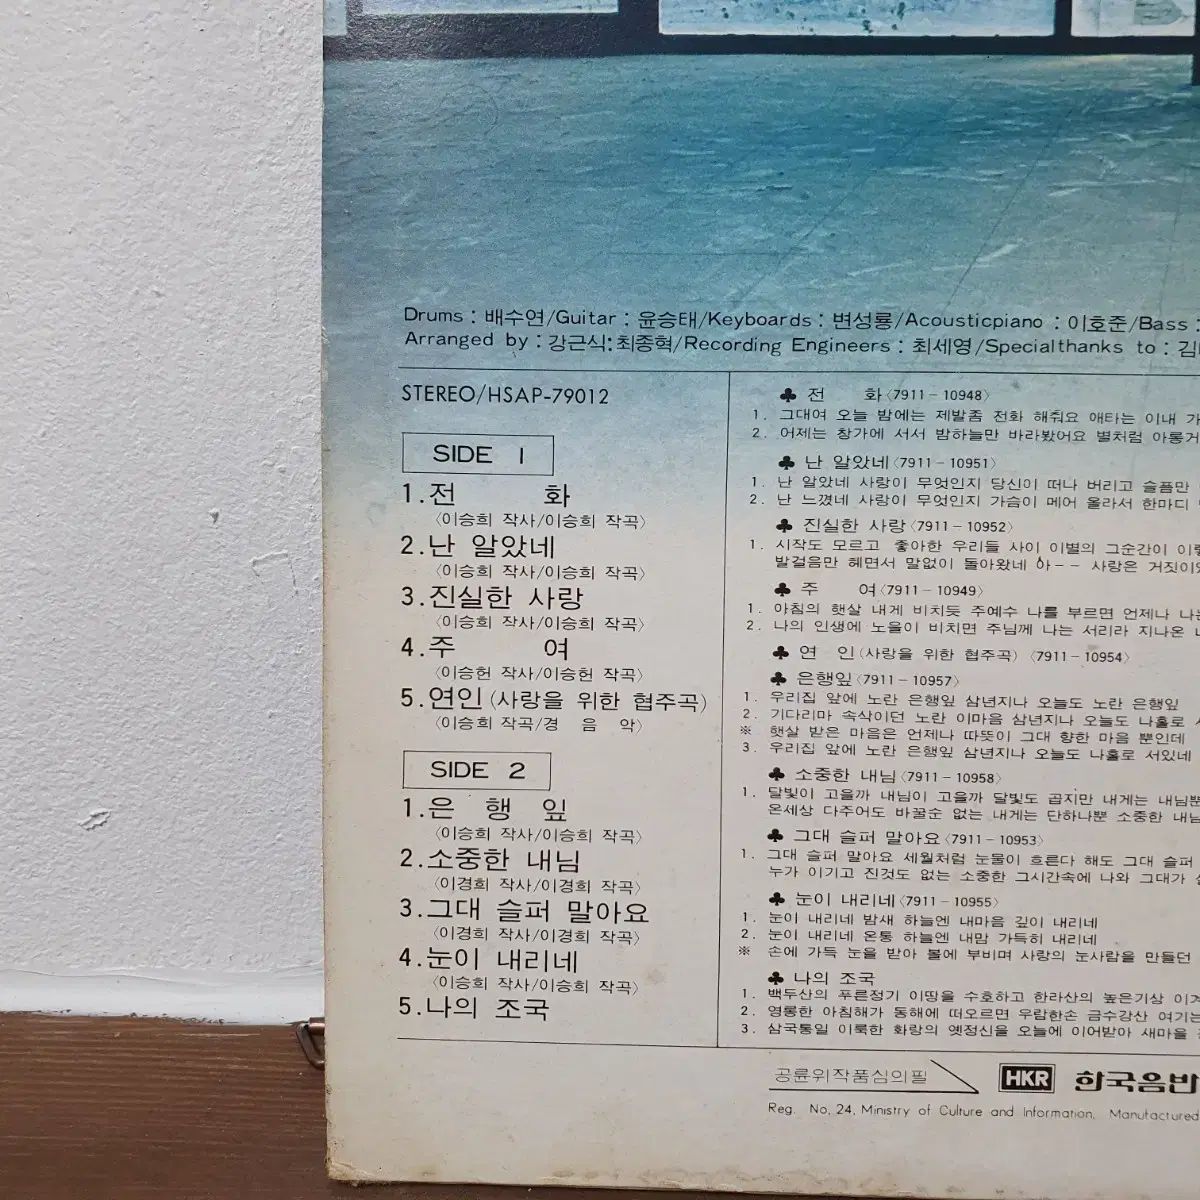 Drums : 배수연/Guitar : 윤승태/Keyboards : 변성룡/Acousticpiano : 이호준/Bass :
Arranged by : 강근식:최종혁/Recording Engineers : 최세영/Specialthanks to : 김
STEREO/HSAP-79012
SIDE 1
1.전 화
〈이승희 작사/이승희 작곡〉
2.난 알았네
〈이승희 작사/이승희 작곡〉
3.진실한 사랑
〈이승희 작사/이승희 작곡〉
4.주 여
〈이승헌 작사/이승헌 작곡〉
5.연인(사랑을 위한 협주곡)
〈이승희 작곡/경 음 악〉
SIDE 2
1.은 행 잎
〈이승희 작사/이승희 작곡〉
2.소중한 내님
〈이경희 작사/이경희 작곡〉
3.그대 슬퍼 말아요
〈이경희 작사/이경희 작곡〉
4.눈이 내리네
〈이승희 작사/이승희 작곡〉
5.나의 조국
♣ 전 화〈7911-10948〉
1. 그대여 오늘 밤에는 제발좀 전화 해줘요 애타는 이내 가
2. 어제는 창가에 서서 밤하늘만 바라봤어요 별처럼 아롱거
♣ 난 알았네〈7911-10951〉
1. 난 알았네 사랑이 무엇인지 당신이 떠나 버리고 슬픔만
2. 난 느꼈네 사랑이 무엇인지 가슴이 메어 올라서 한마디
♣ 진실한 사랑〈7911-10952〉
1. 시작도 모르고 좋아한 우리들 사이 이별의 그순간이 이렇
발걸음만 헤면서 말없이 돌아왔네 아-- 사랑은 거짓이었
♣ 주 여〈7911-10949〉
1. 아침의 햇살 내게 비치듯 주예수 나를 부르면 언제나 나는
2. 나의 인생에 노을이 비치면 주님께 나는 서리라 지나온
♣ 연 인(사랑을 위한 협주곡) 〈7911-10954〉
♣ 은행잎〈7911-10957〉
1. 우리집 앞에 노란 은행잎 삼년지나 오늘도 노란 은행잎
2. 기다리마 속삭이던 노란 이마음 삼년지나 오늘도 나홀로
※ 햇살 받은 마음은 언제나 따뜻이 그대 향한 마음 뿐인데
3. 우리집 앞에 노란 은행잎 삼년지나 오늘도 나홀로 서있네
♣ 소중한 내님〈7911-10958〉
1. 달빛이 고을까 내님이 고을까 달빛도 곱지만 내게는 내님뿐
온세상 다주어도 바꿀순 없는 내게는 단하나뿐 소중한 내님
♣ 그대 슬퍼 말아요〈7911-10953〉
1. 그대 슬퍼 말아요 세월처럼 눈물이 흐른다 해도 그대 슬퍼
누가 이기고 진것도 없는 소중한 그시간속에 나와 그대가
♣ 눈이 내리네〈7911-10955〉
1. 눈이 내리네 밤새 하늘엔 내마음 깊이 내리네
2. 눈이 내리네 온통 하늘엔 내맘 가득히 내리네
※ 손에 가득 눈을 받아 볼에 부비며 사랑의 눈사람을 만들던
♣ 나의 조국
1. 백두산의 푸른정기 이땅을 수호하고 한라산의 높은기상 이겨
2. 영롱한 아침해가 동해에 떠오르면 우람한손 금수강산 여기는
3. 삼국통일 이룩한 화랑의 옛정신을 오늘에 이어받아 새마을
공륜위작품심의필
HKR 한국음반
Reg. No, 24, Ministry of Culture and Information, Manufactured